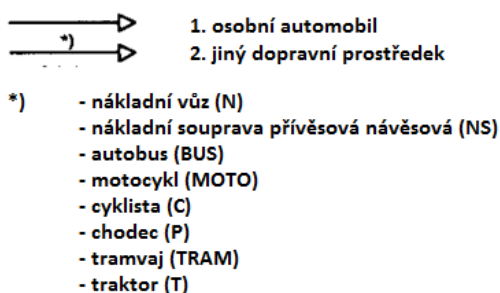 1. osobní automobil
*)
2. jiný dopravní prostředek
*) - nákladní vůz (N)
- nákladní souprava přívěsová návěsová (NS)
- autobus (BUS)
- motocykl (MOTO)
- cyklista (C)
- chodec (P)
- tramvaj (TRAM)
- traktor (T)